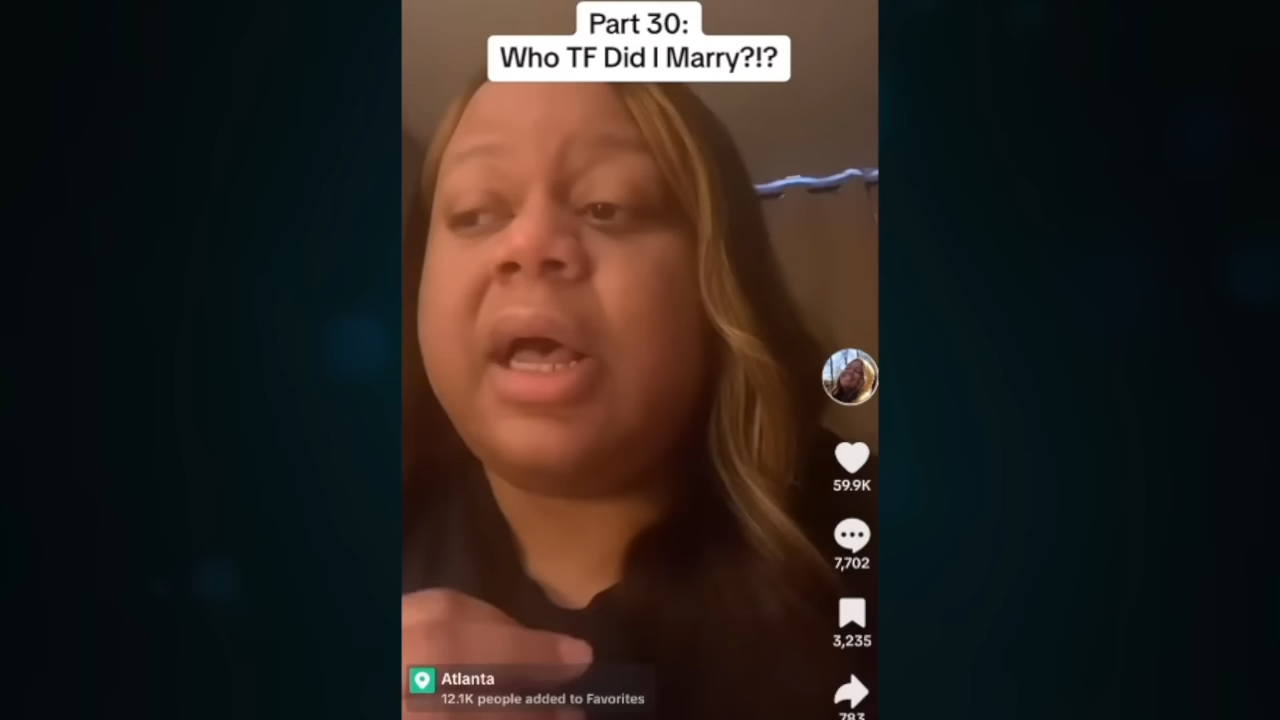 Part 30:
Who TF Did I Marry?!?
59.9K
7,702
3,235
Atlanta
12.1K people added to Favorites
783